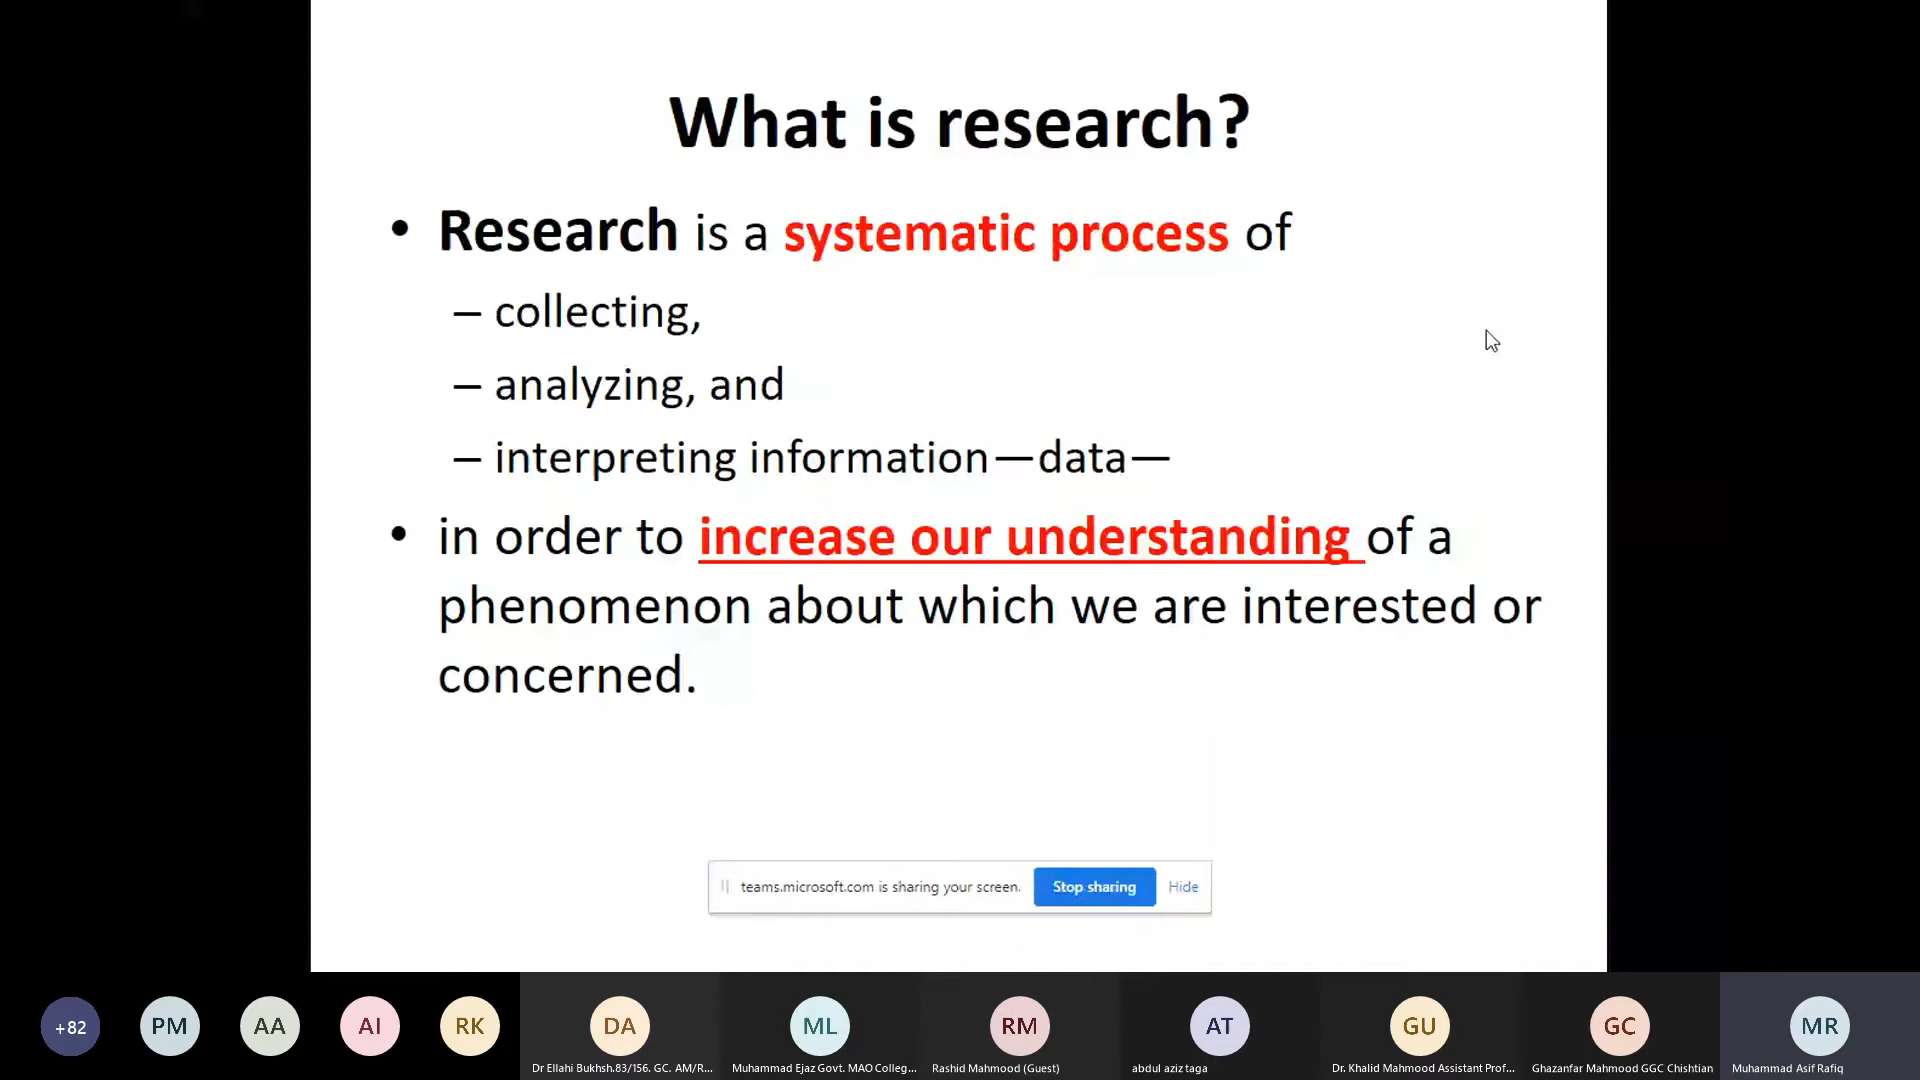 What is research?
• Research is a systematic process of
– collecting,
– analyzing, and
– interpreting information—data—
• in order to increase our understanding of a
phenomenon about which we are interested or
concerned.
teams.microsoft.com is sharing your screen. Stop sharing Hide
+82 PM AA AI RK DA ML RM AT GU GC MR
Dr Ellahi Bukhsh.83/156. GC. AM/R... Muhammad Ejaz Govt. MAO Colleg... Rashid Mahmood (Guest) abdul aziz taga Dr. Khalid Mahmood Assistant Prof... Ghazanfar Mahmood GGC Chishtian Muhammad Asif Rafiq